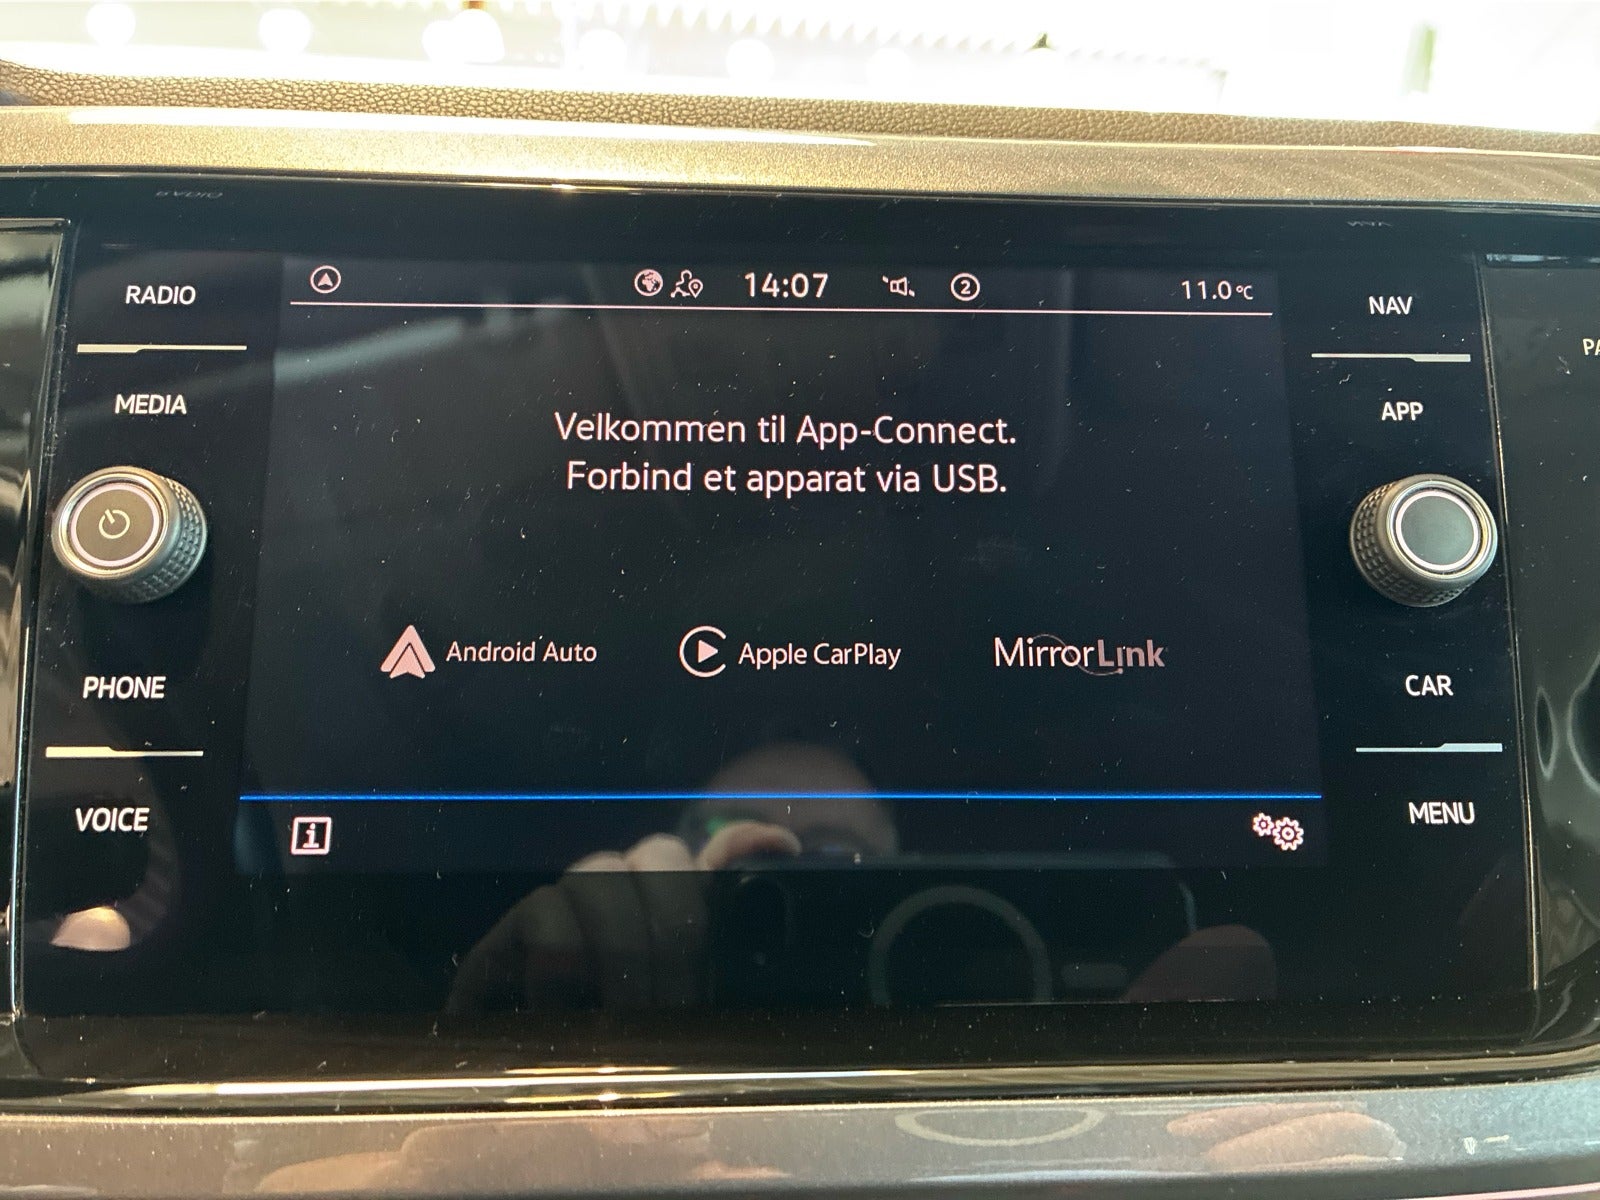 RADIO
MEDIA
PHONE
VOICE
14:07
2
11.0°C
Velkommen til App-Connect.
Forbind et apparat via USB.
Android Auto
Apple CarPlay
MirrorLink
i
NAV
APP
CAR
MENU